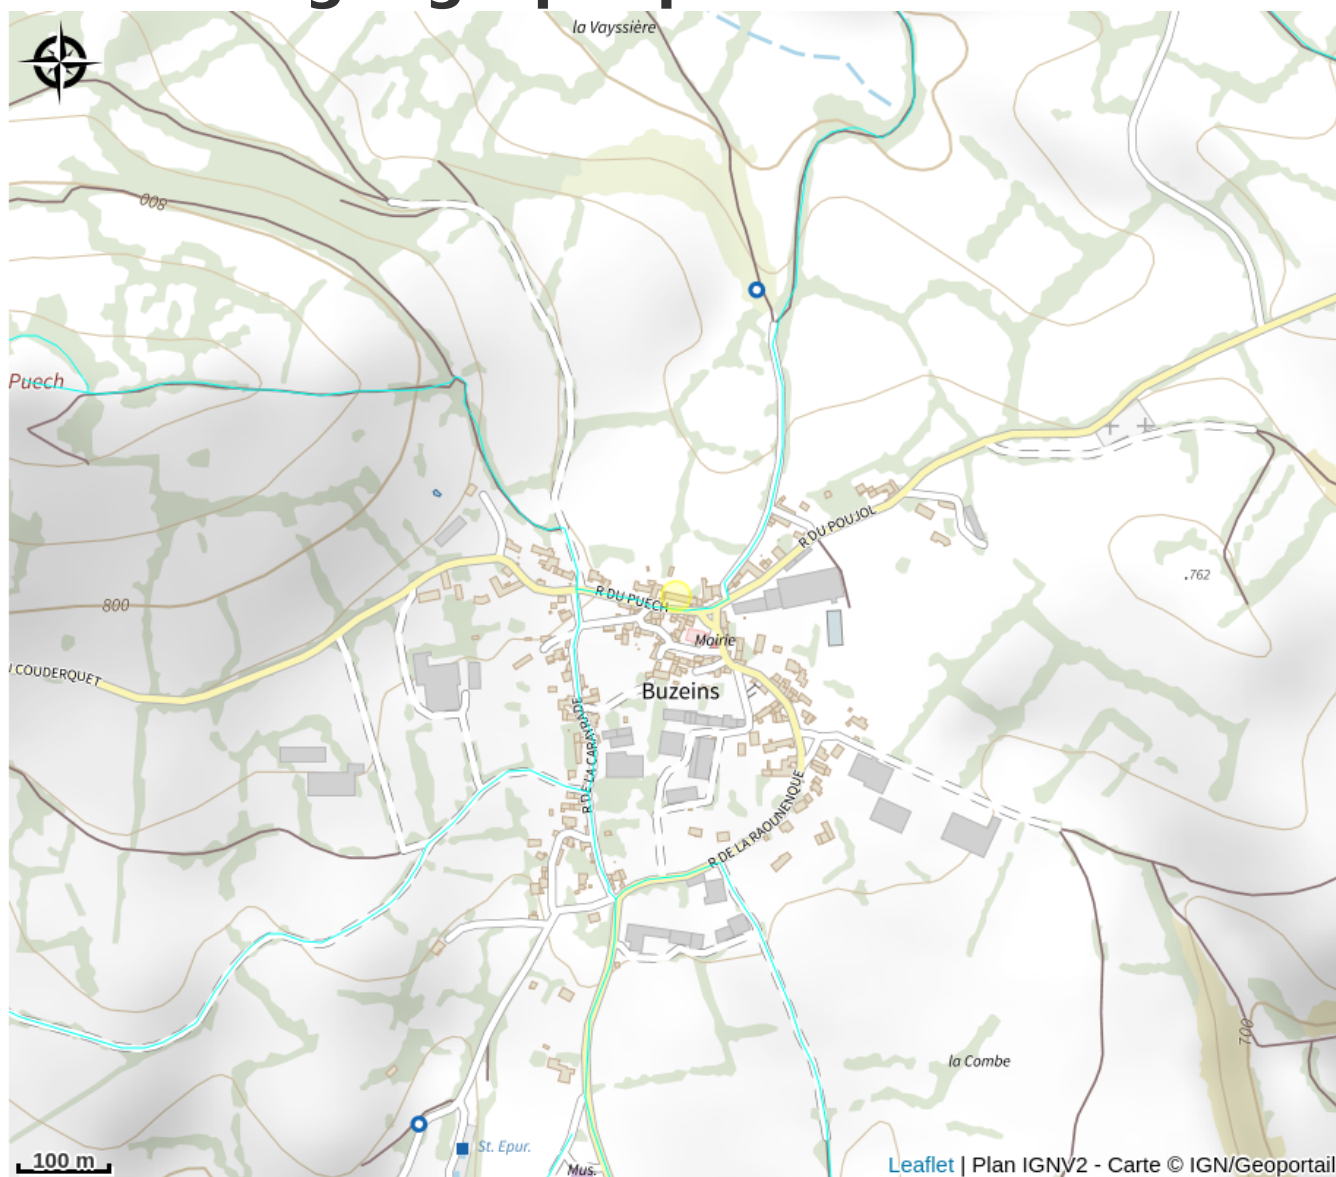 la Vayssière
800
Puech
R DU POUJOL
.762
R DU PUECH
800
Mairie
COUDERQUET
Buzeins
R DE LA CABAYRADE
R DE LA RAOUNENQUE
700
la Combe
St. Epur.
100 m
Mus.
Leaflet | Plan IGNV2 - Carte © IGN/Geoportail